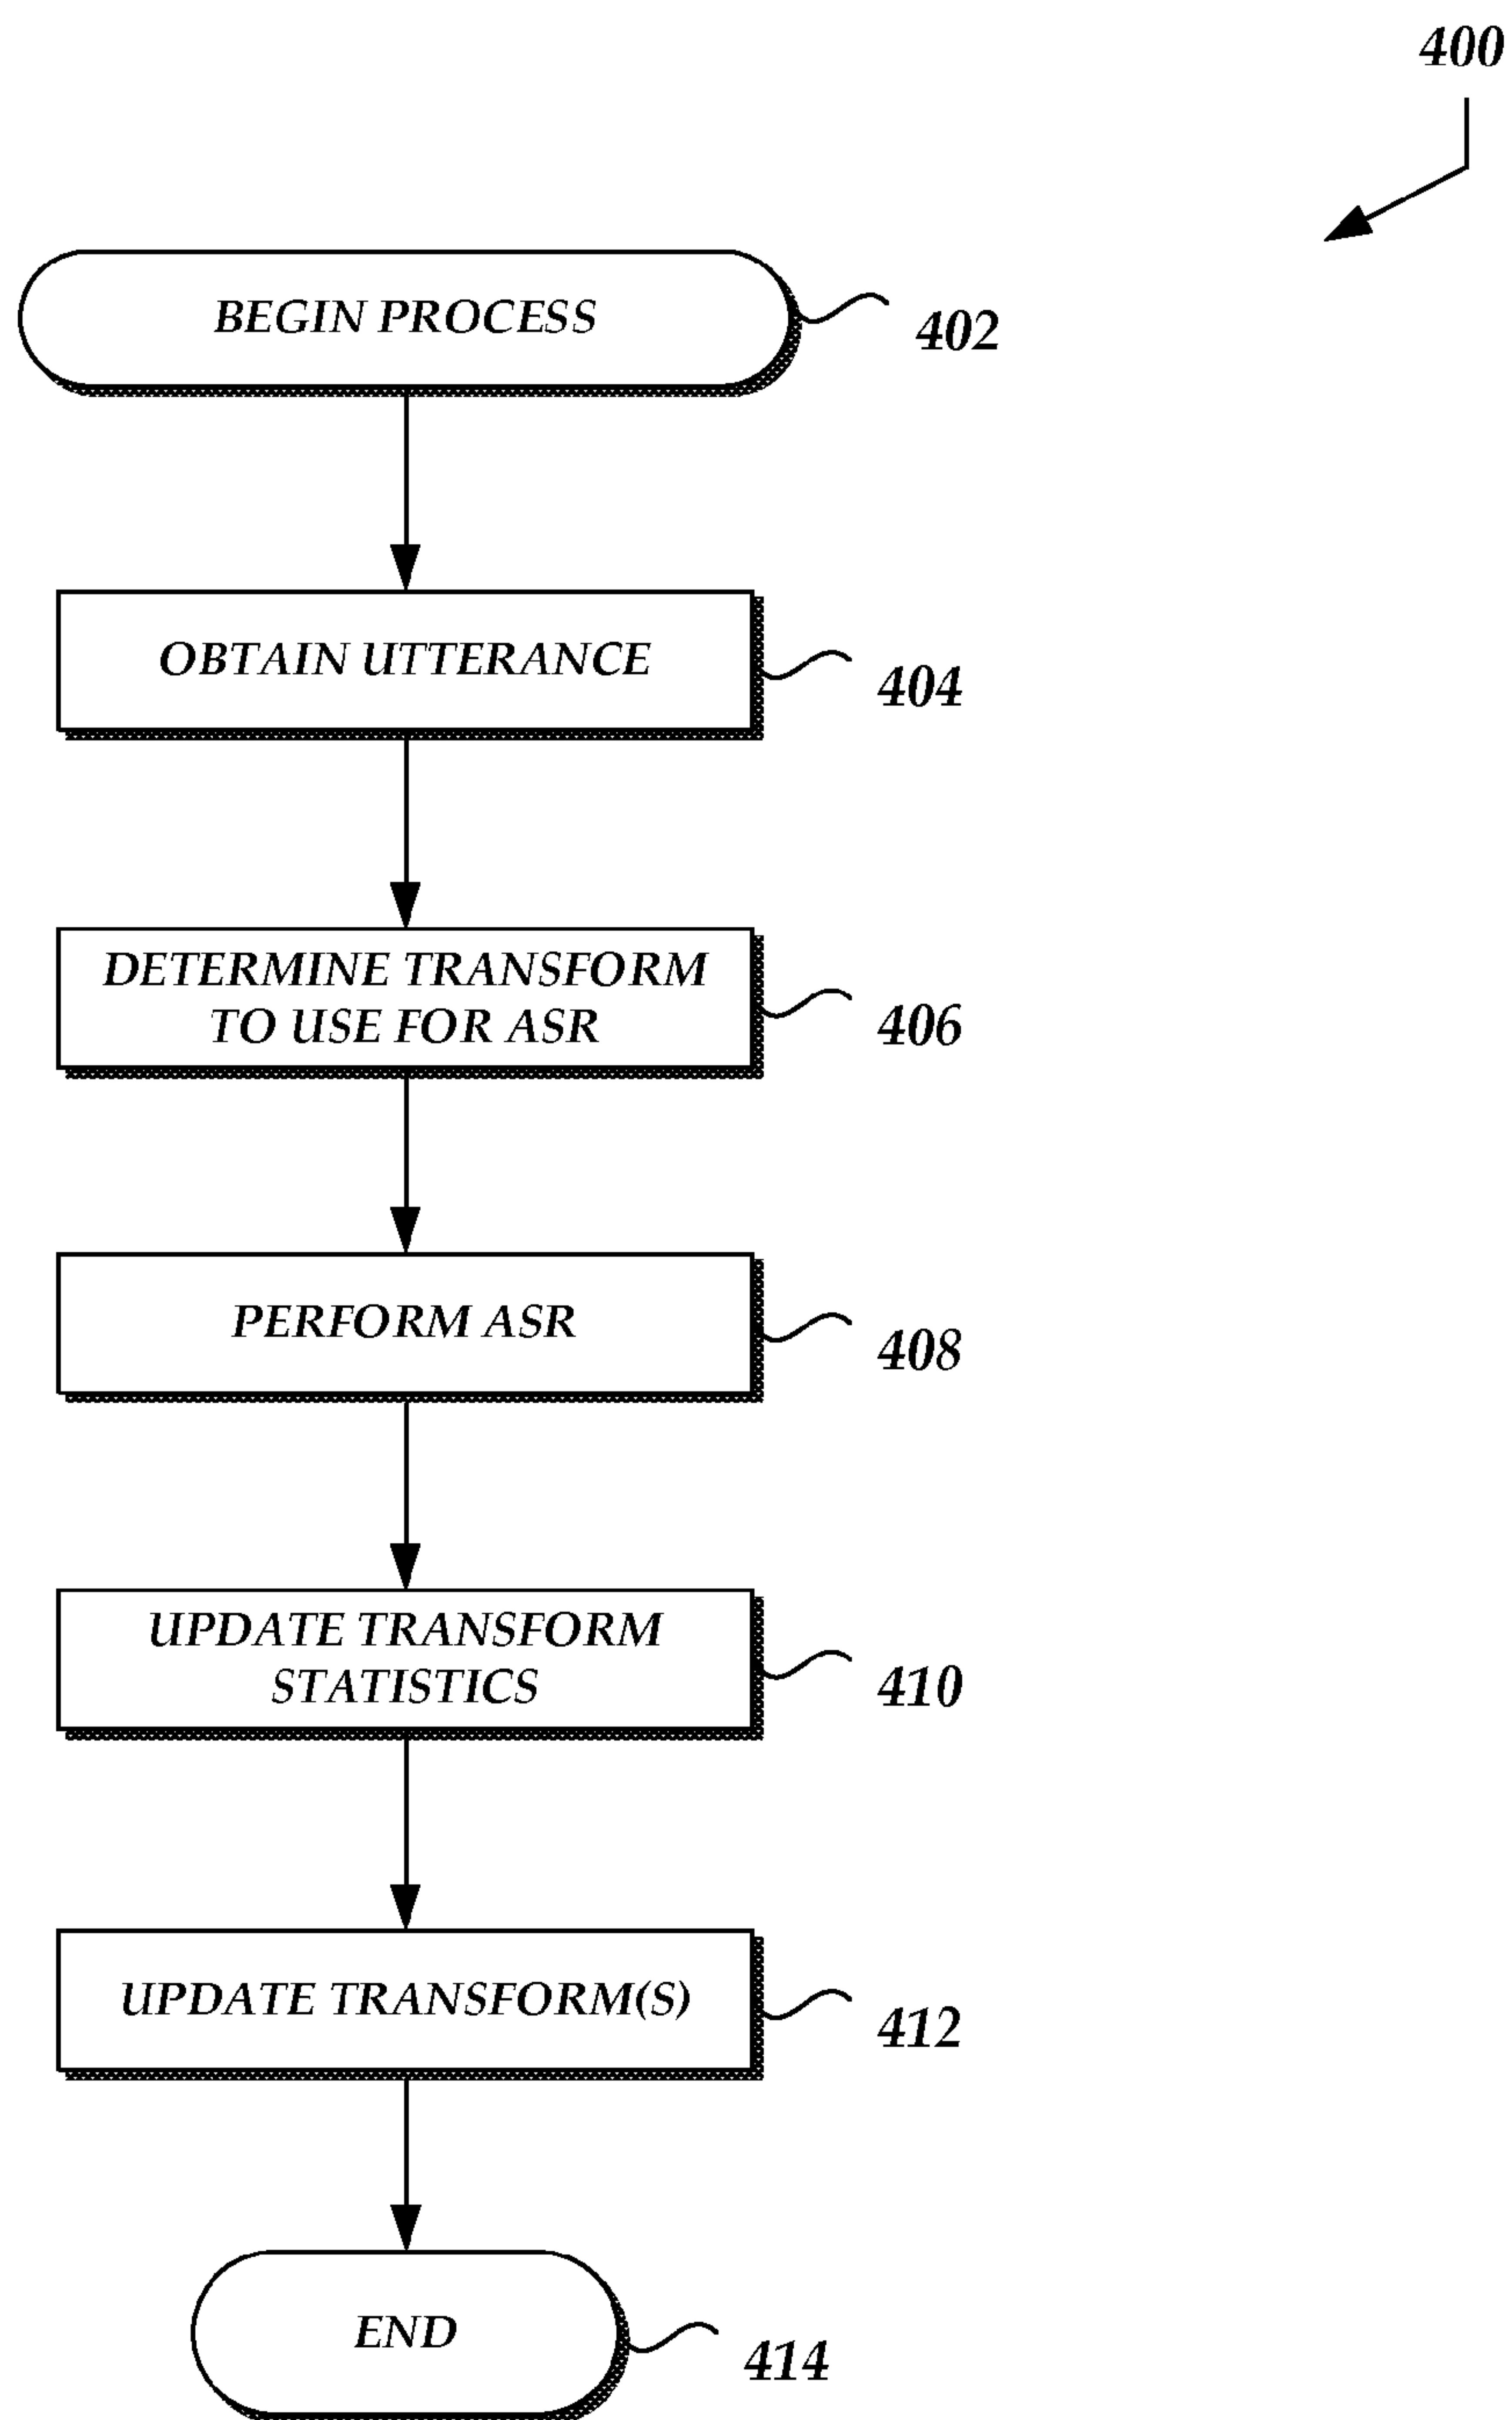 400
BEGIN PROCESS
402
OBTAIN UTTERANCE
404
DETERMINE TRANSFORM
TO USE FOR ASR
406
PERFORM ASR
408
UPDATE TRANSFORM
STATISTICS
410
UPDATE TRANSFORM(S)
412
END
414